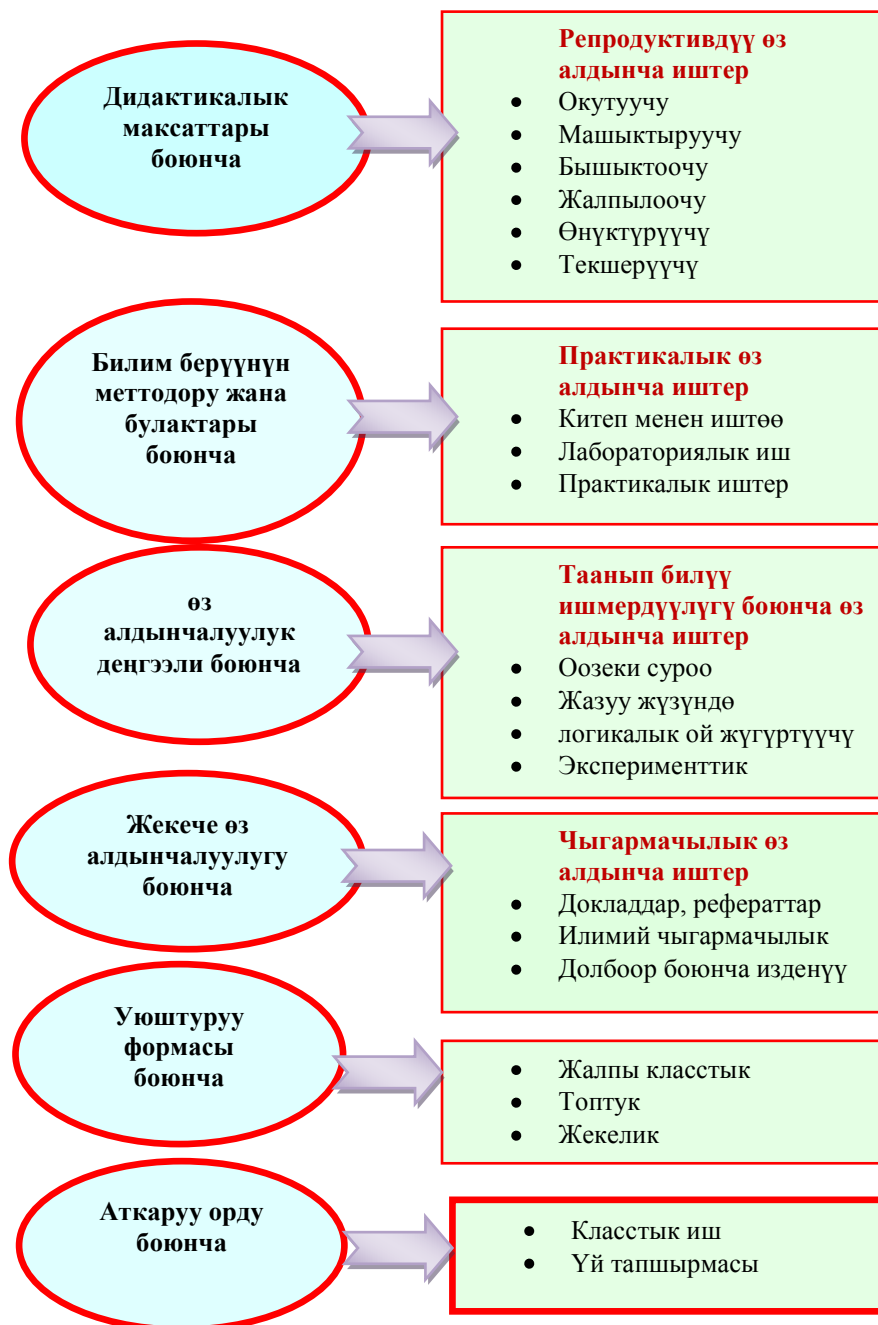 Дидактикалык
максаттары
боюнча
Репродуктивдүү өз
алдынча иштер
• Окутуучу
• Машыктыруучу
• Бышыктоочу
• Жалпылоочу
• Өнүктүрүүчү
• Текшерүүчү
Билим берүүнүн
меттодору жана
булактары
боюнча
Практикалык өз
алдынча иштер
• Китеп менен иштөө
• Лабораториялык иш
• Практикалык иштер
өз
алдынчалуулук
деңгээли боюнча
Таанып билүү
ишмердүүлүгү боюнча өз
алдынча иштер
• Оозеки суроо
• Жазуу жүзүндө
• логикалык ой жүгүртүүчү
• Эксперименттик
Жекече өз
алдынчалуулугу
боюнча
Чыгармачылык өз
алдынча иштер
• Докладдар, рефераттар
• Илимий чыгармачылык
• Долбоор боюнча изденүү
Уюштуруу
формасы
боюнча
• Жалпы класстык
• Топтук
• Жекелик
Аткаруу орду
боюнча
• Класстык иш
• Үй тапшырмасы